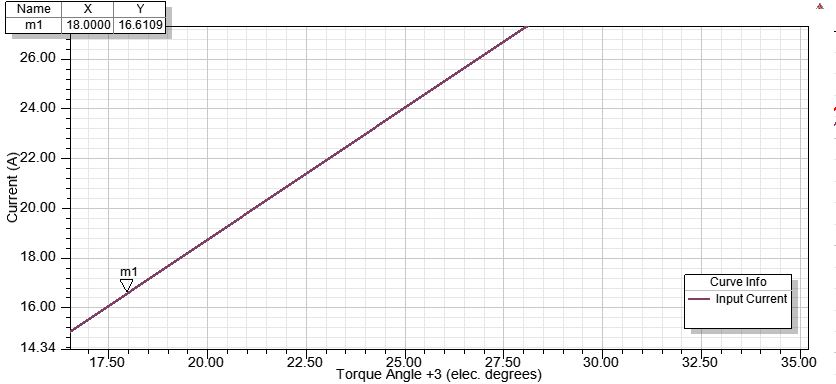 Name X Y
m1 18.0000 16.6109
26.00
24.00
22.00
20.00
18.00
16.00
14.34
Current (A)
m1
Curve Info
Input Current
17.50 20.00 22.50 25.00 27.50 30.00 32.50 35.00
Torque Angle +3 (elec. degrees)